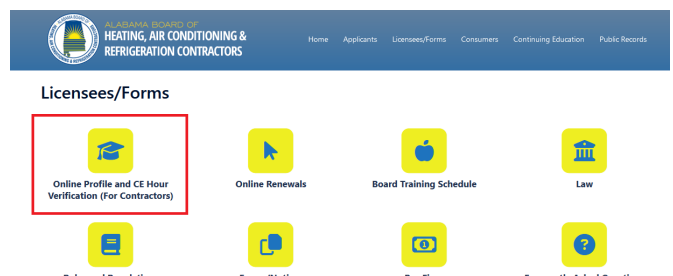 ALABAMA BOARD OF
HEATING, AIR CONDITIONING &
REFRIGERATION CONTRACTORS
Home Applicants Licensees/Forms Consumers Continuing Education Public Records
Licensees/Forms
Online Profile and CE Hour
Verification (For Contractors)
Online Renewals
Board Training Schedule
Law